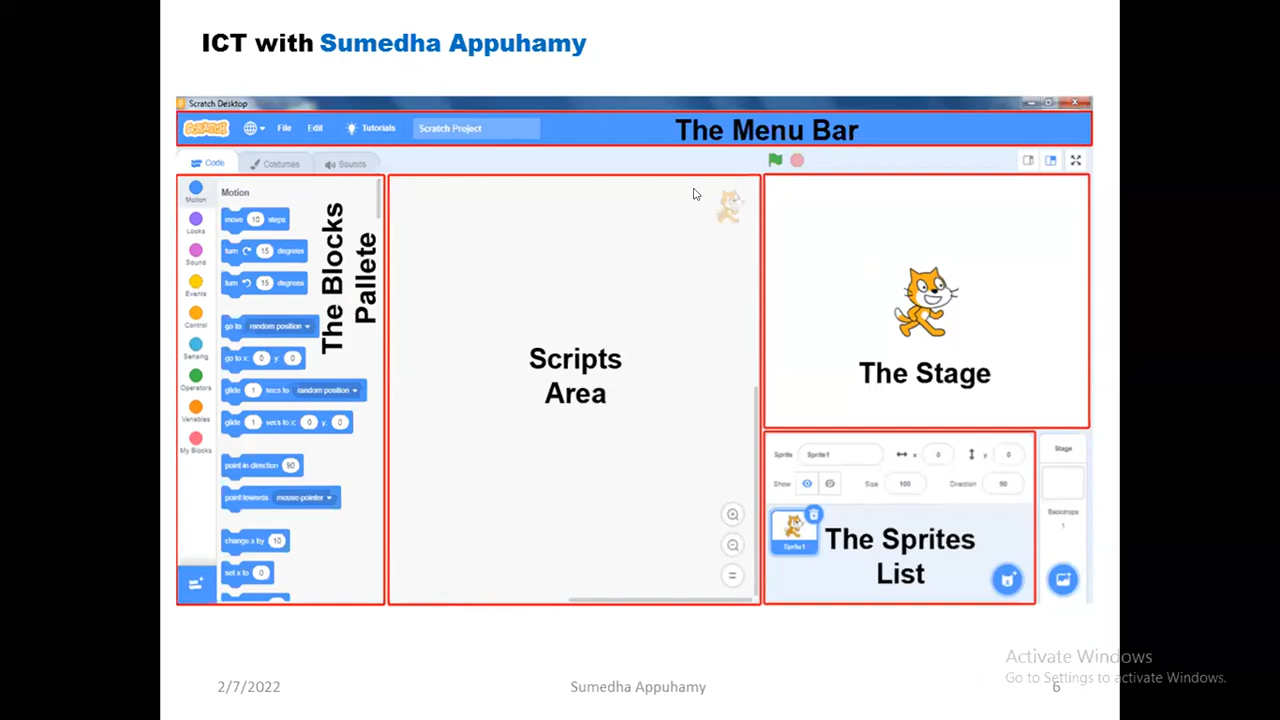 ICT with Sumedha Appuhamy
Scratch Desktop
SCRATCH
File Edit Tutorials Scratch Project
The Menu Bar
Code Costumes Sounds
Motion
Looks
Sound
Events
Control
Sensing
Operators
Variables
My Blocks
Motion
move 10 steps
turn 15 degrees
turn 15 degrees
go to random position
go to x: 0 y: 0
glide 1 secs to random position
glide 1 secs to x: 0 y: 0
point in direction 90
point towards mouse-pointer
change x by 10
set x to 0
The Blocks
Pallete
Scripts
Area
The Stage
Sprite Sprite1 x 0 y 0
Show Size 100 Direction 90
Sprite1
The Sprites
List
Stage
Backdrops
1
Activate Windows
Go to Settings to activate Windows.
2/7/2022
Sumedha Appuhamy
6